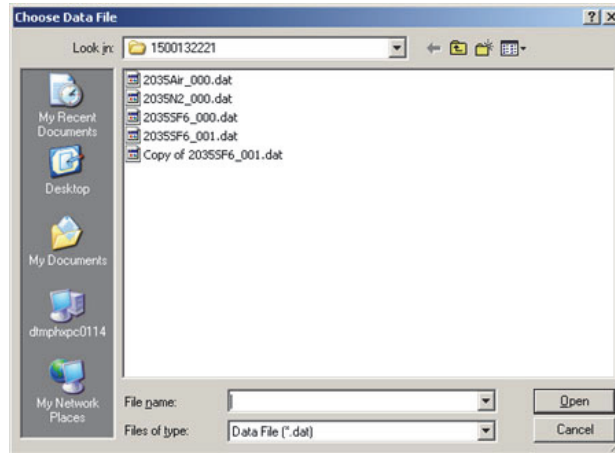 Choose Data File
Look in:
1500132221
2035Air_000.dat
2035N2_000.dat
2035SF6_000.dat
2035SF6_001.dat
Copy of 2035SF6_001.dat
My Recent
Documents
Desktop
My Documents
dtmphxpc0114
My Network
Places
File name:
Open
Files of type:
Data File (*.dat)
Cancel